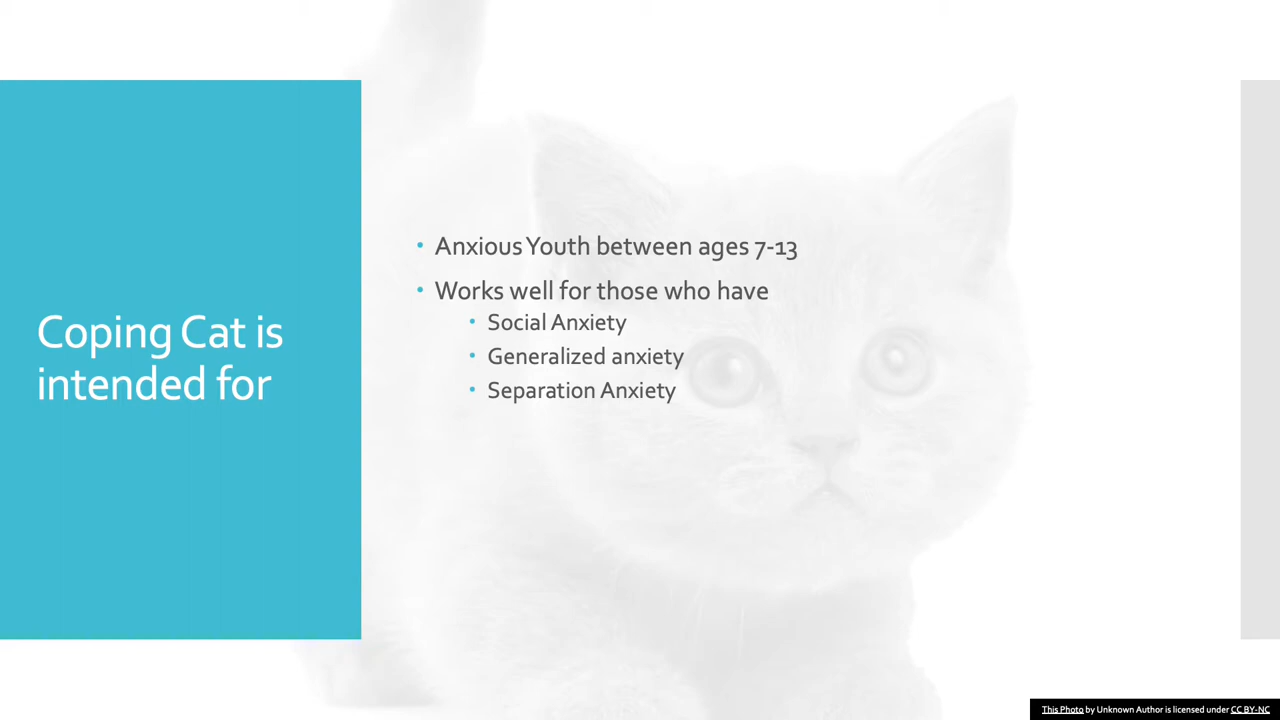 Coping Cat is
intended for
• Anxious Youth between ages 7-13
• Works well for those who have
• Social Anxiety
• Generalized anxiety
• Separation Anxiety
This Photo by Unknown Author is licensed under CC BY-NC